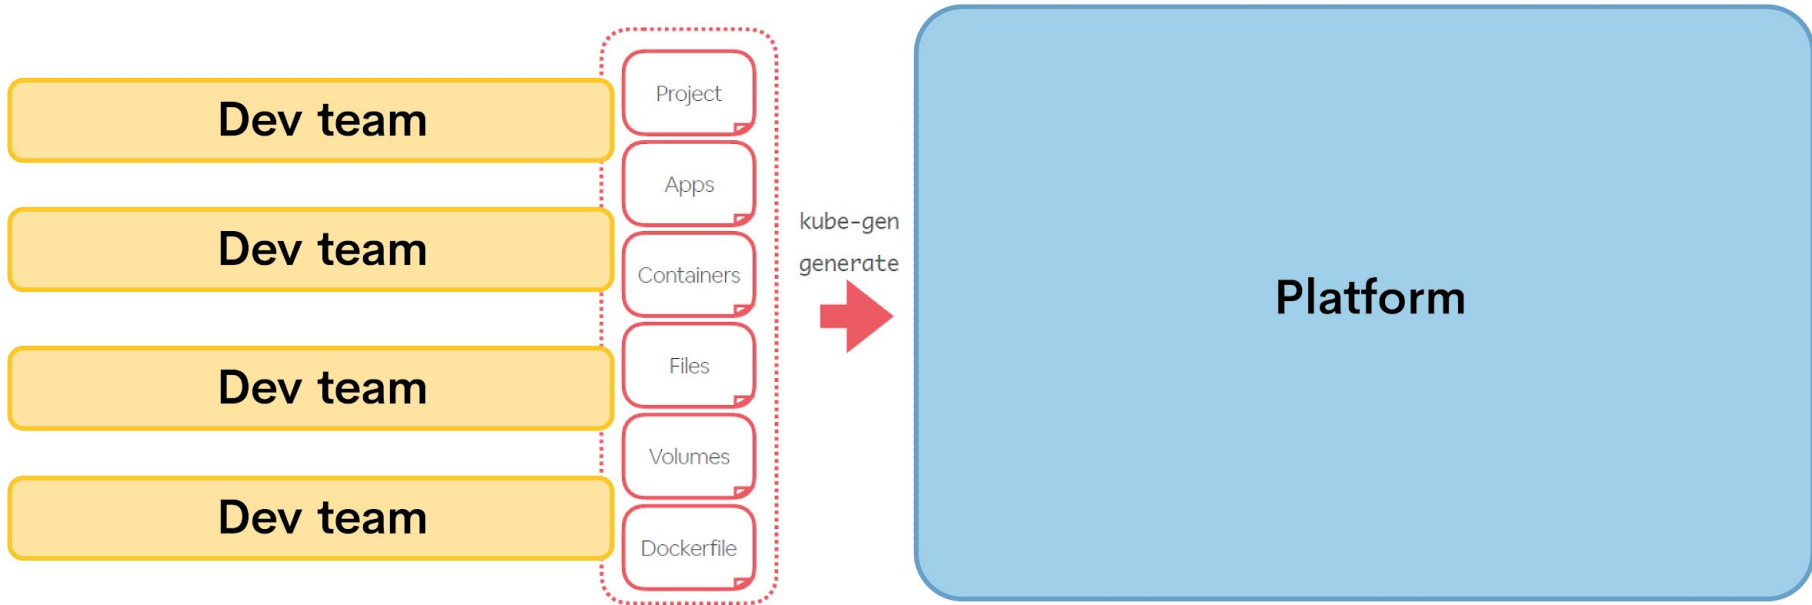 Dev team
Dev team
Dev team
Dev team
Project
Apps
Containers
Files
Volumes
Dockerfile
kube-gen
generate
Platform